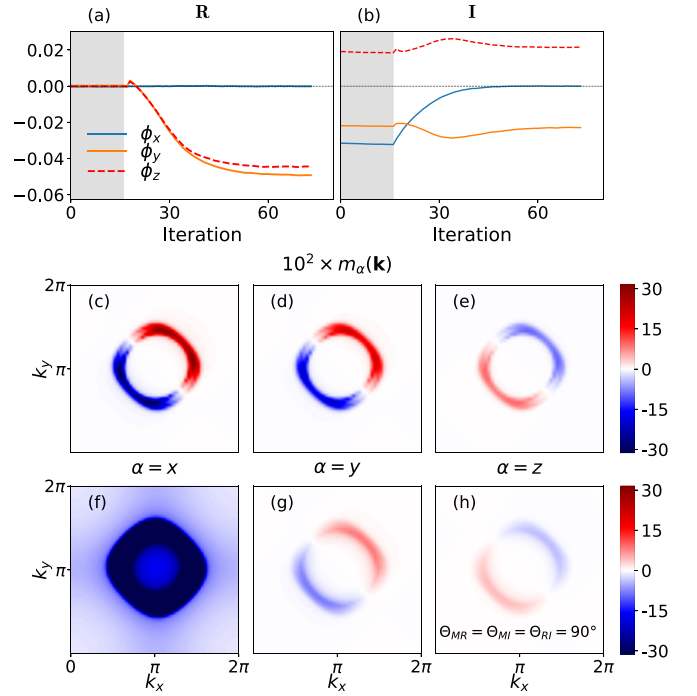 (a) R (b) I
0.02
0.00
−0.02
−0.04
−0.06
ϕx
ϕy
ϕz
0 30 60 0 30 60
Iteration Iteration
10² × mα(k)
2π (c) (d) (e) 30
15
ky π 0
−15
−30
α = x α = y α = z
2π (f) (g) (h) 30
15
ky π 0
−15
ΘMR = ΘMI = ΘRI = 90°
−30
0 π 2π π 2π π 2π
kx kx kx